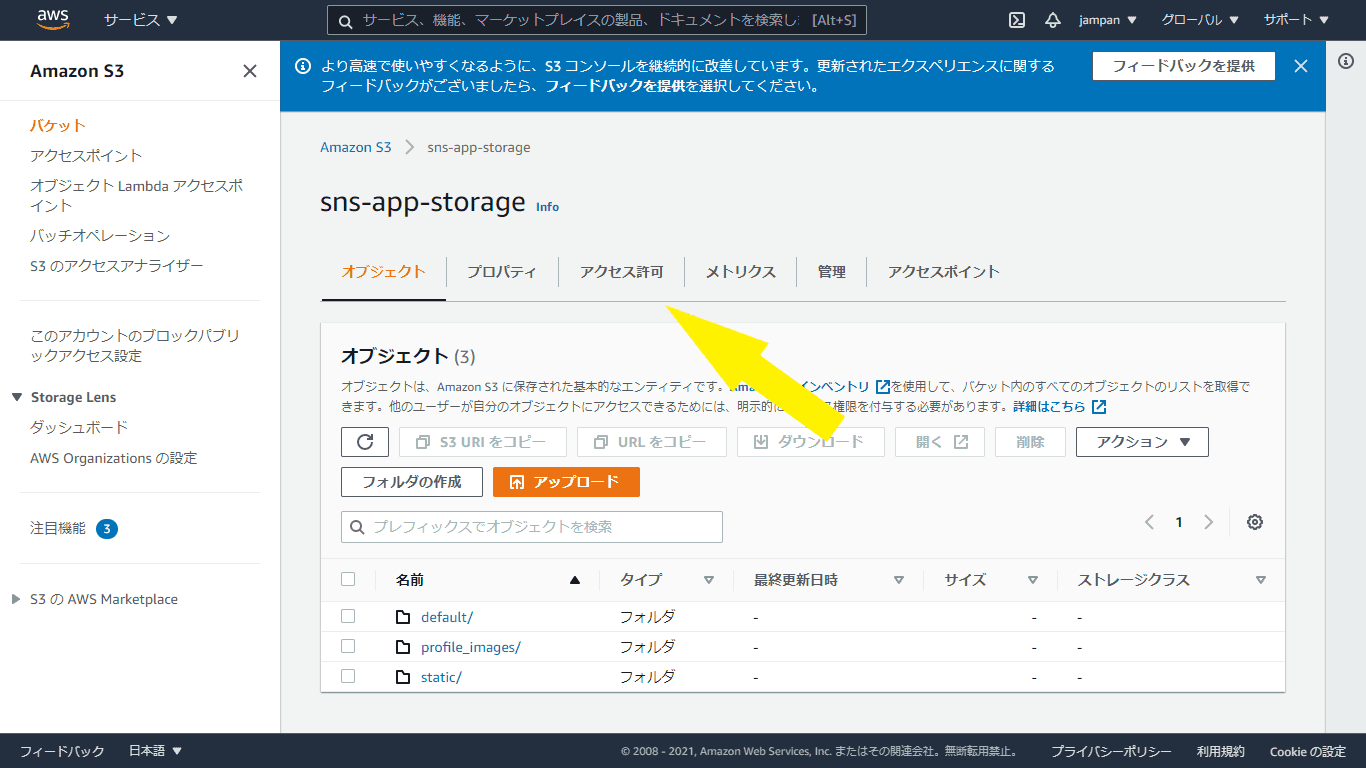 aws サービス ▼ サービス、機能、マーケットプレイスの製品、ドキュメントを検索し [Alt+S] jampan ▼ グローバル ▼ サポート ▼
Amazon S3
より高速で使いやすくなるように、S3 コンソールを継続的に改善しています。更新されたエクスペリエンスに関する
フィードバックがございましたら、フィードバックを提供を選択してください。
フィードバックを提供
バケット
アクセスポイント
オブジェクト Lambda アクセスポ
イント
バッチオペレーション
S3 のアクセスアナライザー
このアカウントのブロックパブリ
ックアクセス設定
▼ Storage Lens
ダッシュボード
AWS Organizations の設定
注目機能 3
S3 の AWS Marketplace
Amazon S3 > sns-app-storage
sns-app-storage Info
オブジェクト プロパティ アクセス許可 メトリクス 管理 アクセスポイント
オブジェクト (3)
オブジェクトは、Amazon S3 に保存された基本的なエンティティです。 インベントリ を使用して、バケット内のすべてのオブジェクトのリストを取得で
きます。他のユーザーが自分のオブジェクトにアクセスできるためには、明示的に 権限を付与する必要があります。詳細はこちら
S3 URI をコピー URL をコピー ダウンロード 開く 削除 アクション ▼
フォルダの作成 アップロード
プレフィックスでオブジェクトを検索 < 1 >
名前 ▲ タイプ ▽ 最終更新日時 ▽ サイズ ▽ ストレージクラス ▽
default/ フォルダ - - -
profile_images/ フォルダ - - -
static/ フォルダ - - -
フィードバック 日本語 ▼ © 2008 - 2021, Amazon Web Services, Inc. またはその関連会社。無断転用禁止。 プライバシーポリシー 利用規約 Cookie の設定